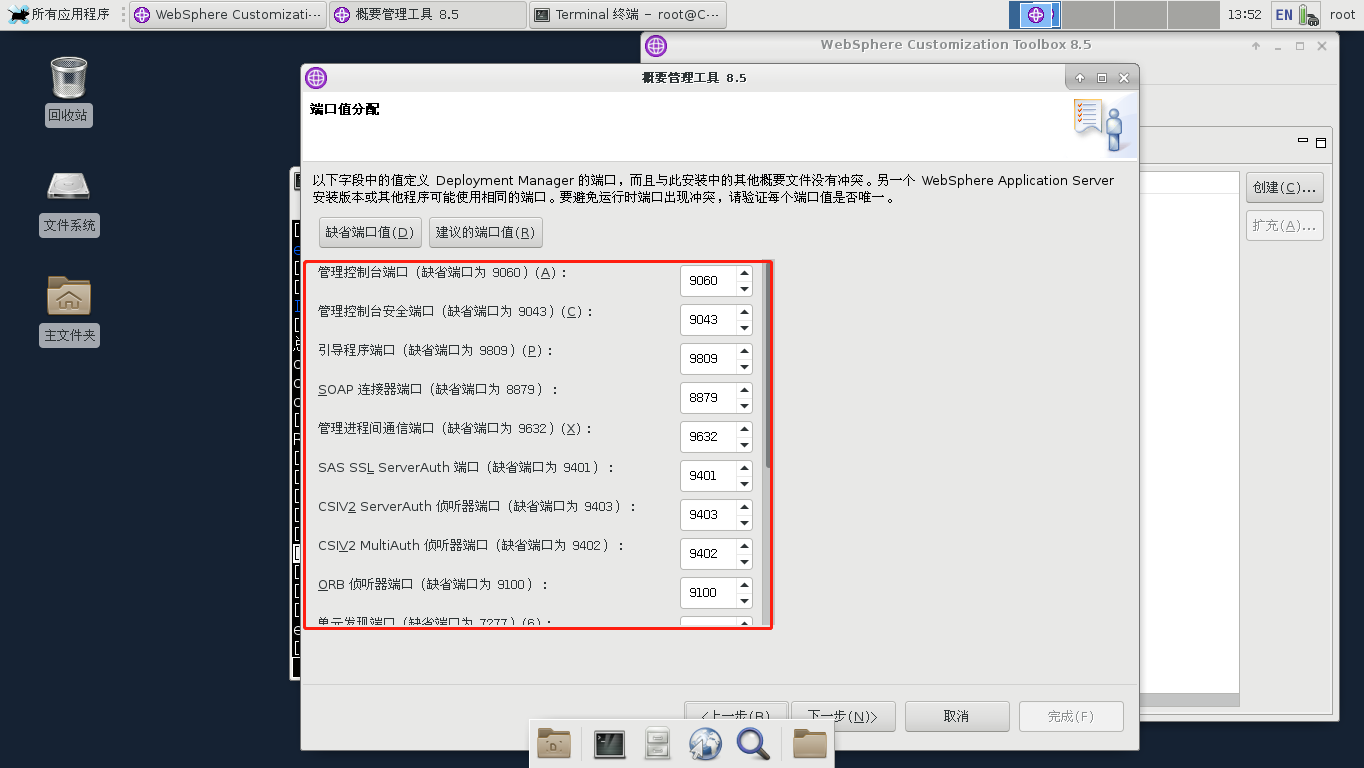 所有应用程序
WebSphere Customizati...
概要管理工具 8.5
Terminal 终端 – root@C...
13:52
EN
root
WebSphere Customization Toolbox 8.5
回收站
文件系统
主文件夹
概要管理工具 8.5
端口值分配
以下字段中的值定义 Deployment Manager 的端口，而且与此安装中的其他概要文件没有冲突。另一个 WebSphere Application Server
安装版本或其他程序可能使用相同的端口。要避免运行时端口出现冲突，请验证每个端口值是否唯一。
缺省端口值(D) 建议的端口值(R)
管理控制台端口（缺省端口为 9060）(A)： 9060
管理控制台安全端口（缺省端口为 9043）(C)： 9043
引导程序端口（缺省端口为 9809）(P)： 9809
SOAP 连接器端口（缺省端口为 8879）： 8879
管理进程间通信端口（缺省端口为 9632）(X)： 9632
SAS SSL ServerAuth 端口（缺省端口为 9401）： 9401
CSIV2 ServerAuth 侦听器端口（缺省端口为 9403）： 9403
CSIV2 MultiAuth 侦听器端口（缺省端口为 9402）： 9402
ORB 侦听器端口（缺省端口为 9100）： 9100
单元发现端口（缺省端口为 7277）(6)：
<上一步(B) 下一步(N)> 取消 完成(F)
创建(C)...
扩充(A)...